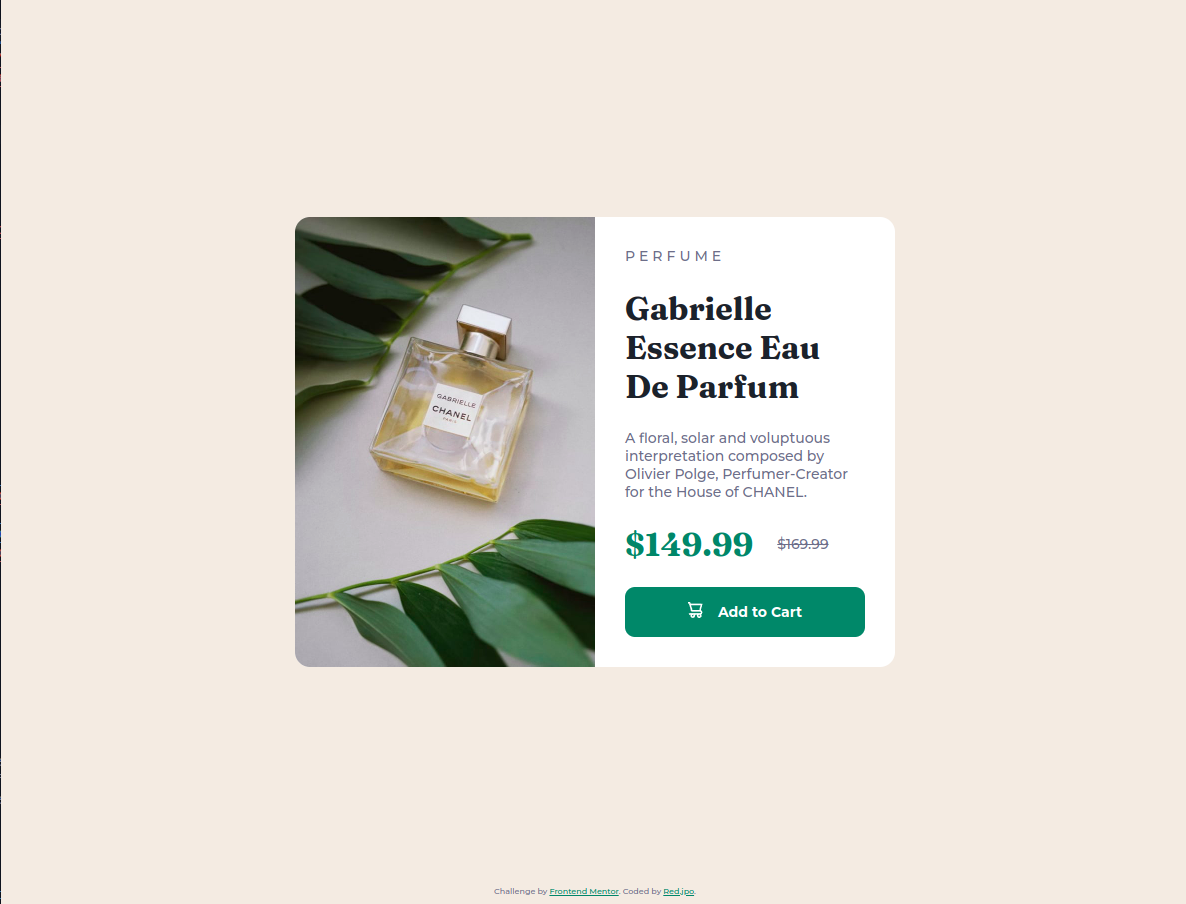 GABRIELLE
CHANEL
PARIS
PERFUME
Gabrielle
Essence Eau
De Parfum
A floral, solar and voluptuous
interpretation composed by
Olivier Polge, Perfumer-Creator
for the House of CHANEL.
$149.99 $169.99
Add to Cart
Challenge by Frontend Mentor. Coded by Red.jpo.